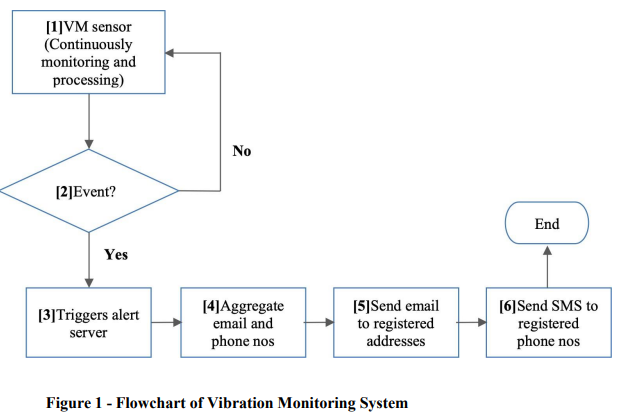 [1]VM sensor
(Continuously
monitoring and
processing)
No
[2]Event?
Yes
End
[3]Triggers alert
server
[4]Aggregate
email and
phone nos
[5]Send email
to registered
addresses
[6]Send SMS to
registered
phone nos
Figure 1 - Flowchart of Vibration Monitoring System